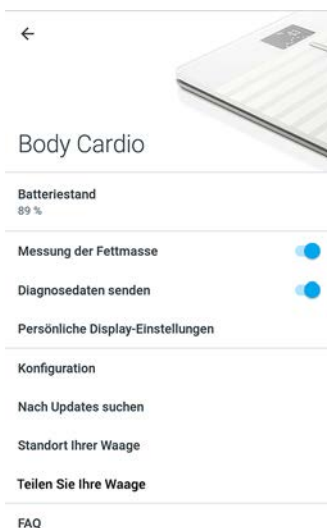 Body Cardio
Batteriestand
89 %
Messung der Fettmasse
Diagnosedaten senden
Persönliche Display-Einstellungen
Konfiguration
Nach Updates suchen
Standort Ihrer Waage
Teilen Sie Ihre Waage
FAQ